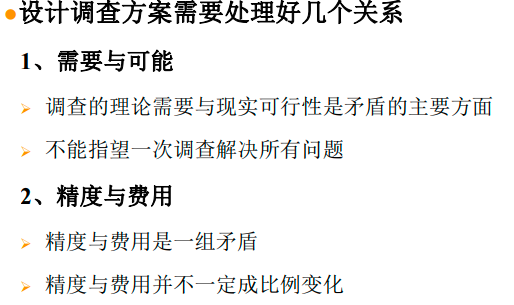 ●设计调查方案需要处理好几个关系
1、需要与可能
➢ 调查的理论需要与现实可行性是矛盾的主要方面
➢ 不能指望一次调查解决所有问题
2、精度与费用
➢ 精度与费用是一组矛盾
➢ 精度与费用并不一定成比例变化